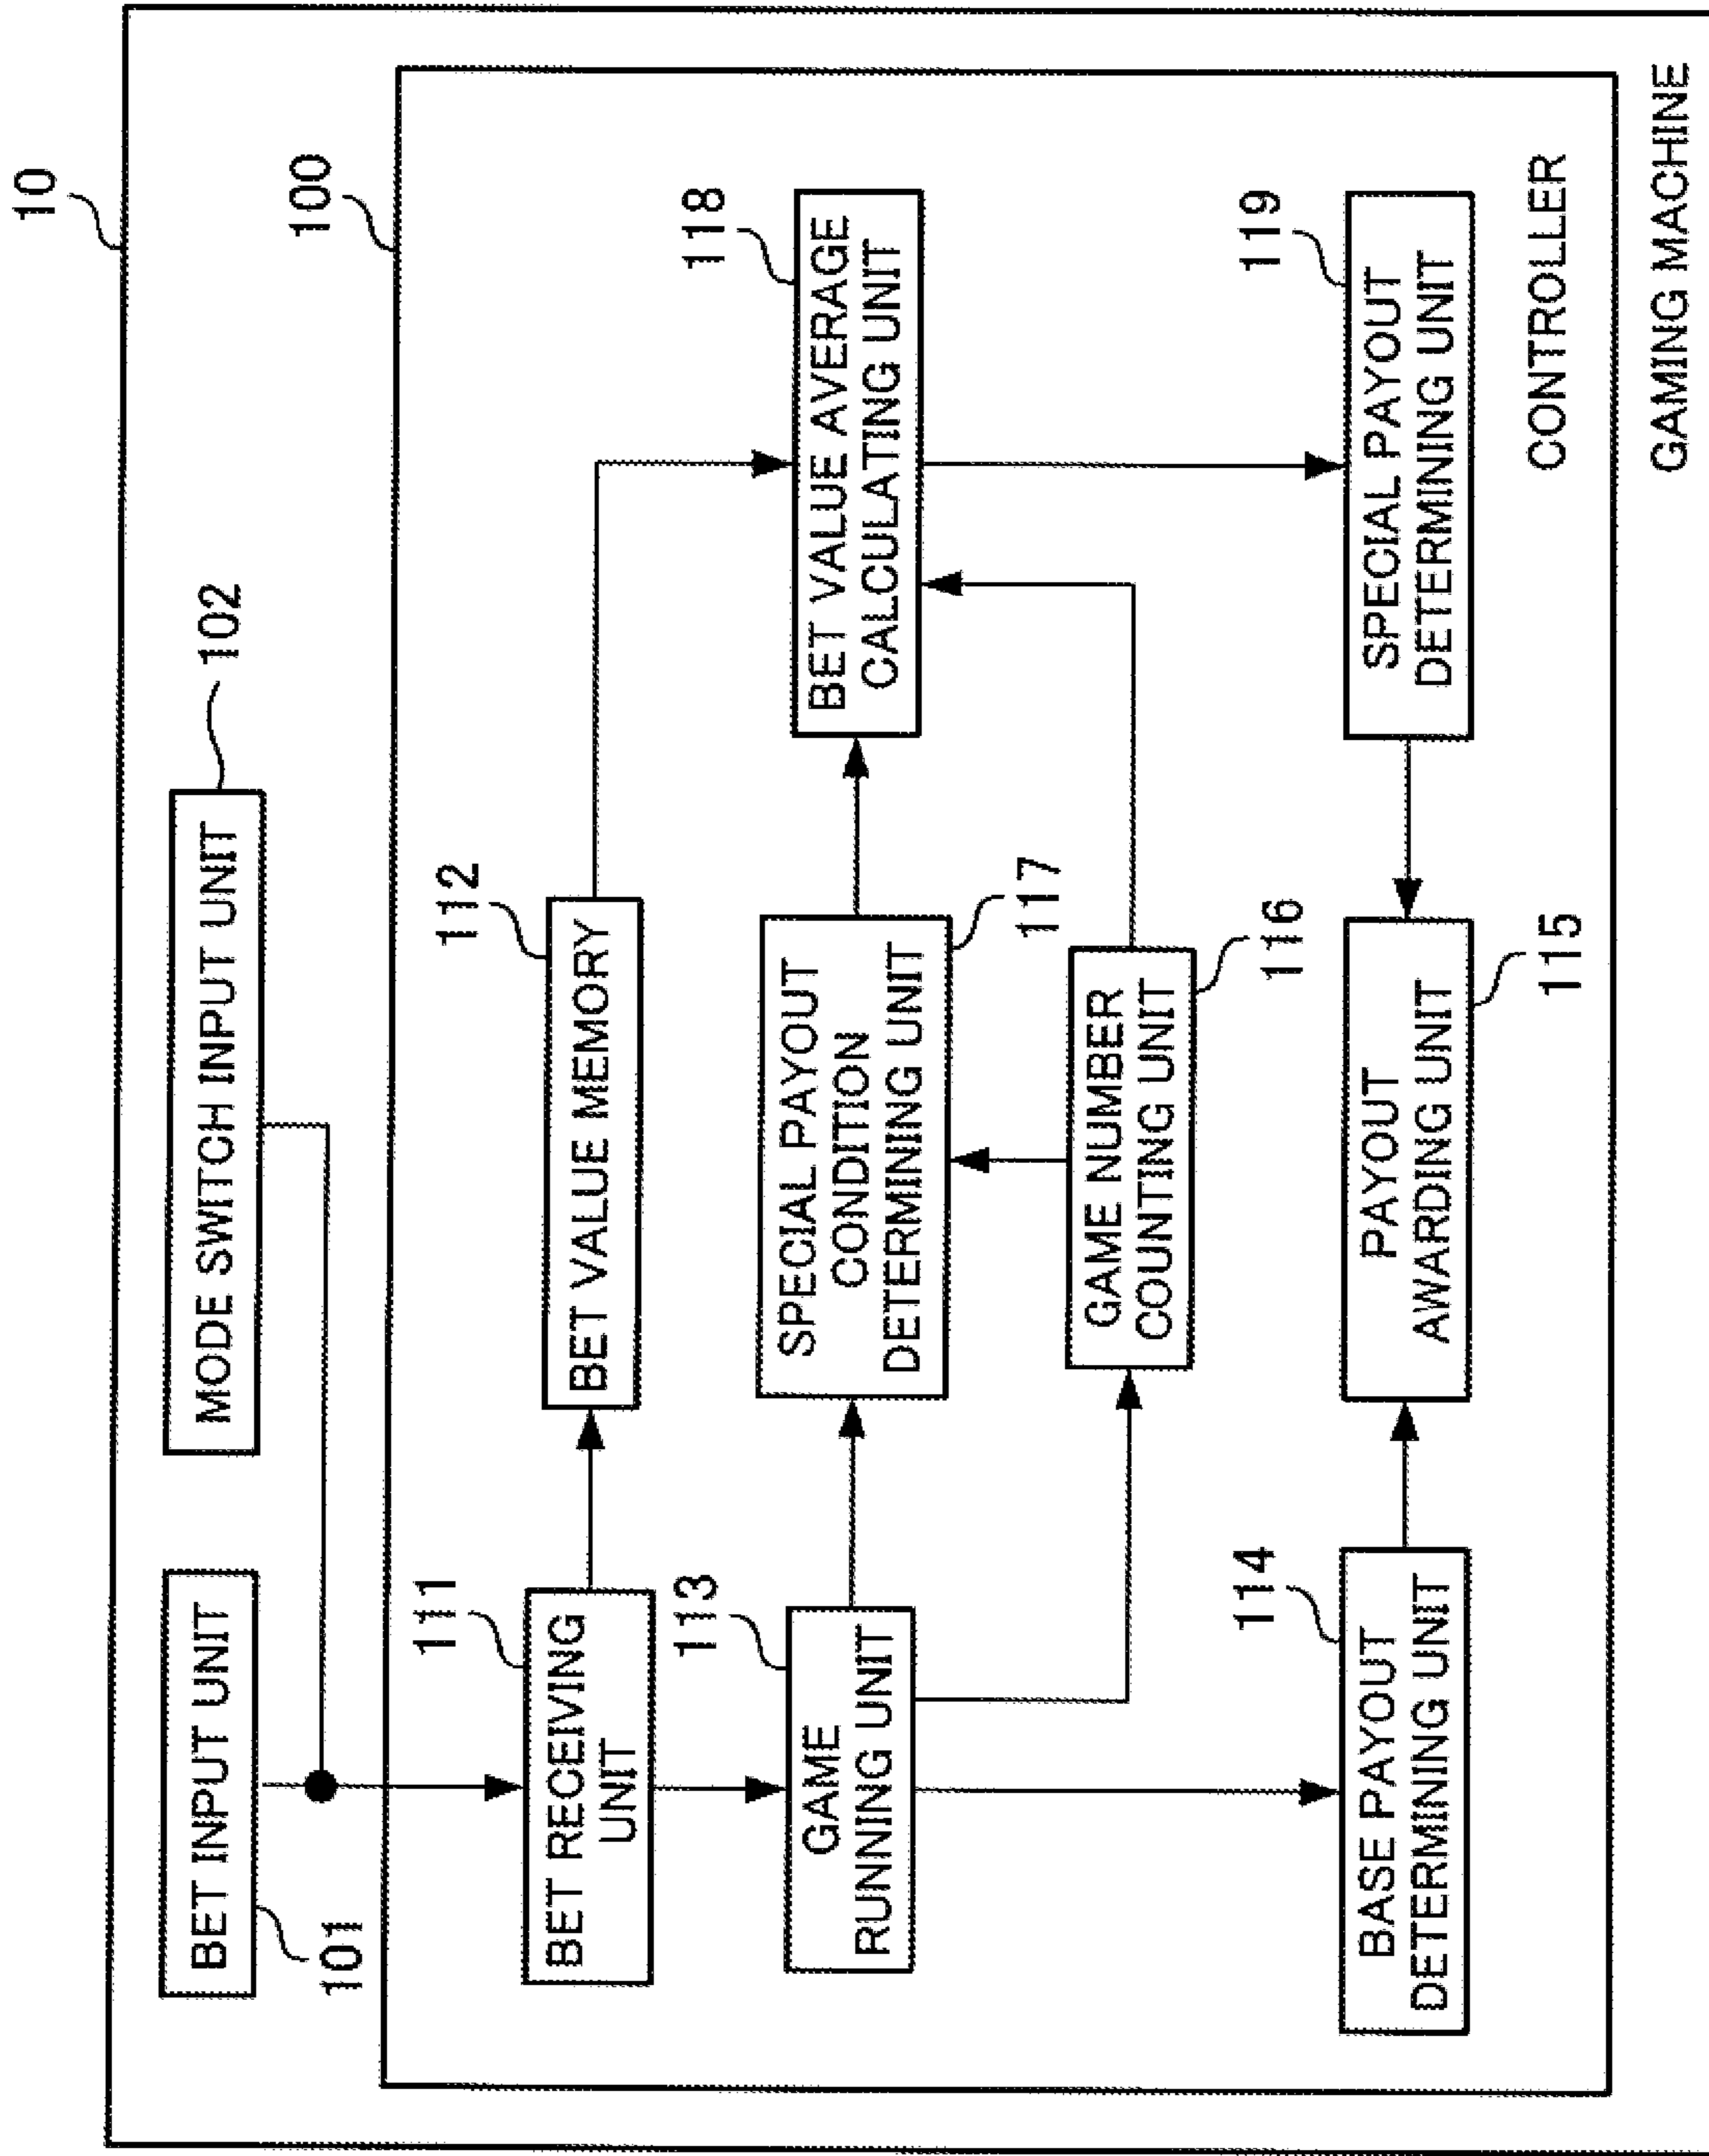 10
BET INPUT UNIT
101
MODE SWITCH INPUT UNIT
102
100
BET RECEIVING
UNIT
111
BET VALUE MEMORY
112
GAME
RUNNING UNIT
113
SPECIAL PAYOUT
CONDITION
DETERMINING UNIT
117
BET VALUE AVERAGE
CALCULATING UNIT
118
GAME NUMBER
COUNTING UNIT
116
BASE PAYOUT
DETERMINING UNIT
114
PAYOUT
AWARDING UNIT
115
SPECIAL PAYOUT
DETERMINING UNIT
119
CONTROLLER
GAMING MACHINE